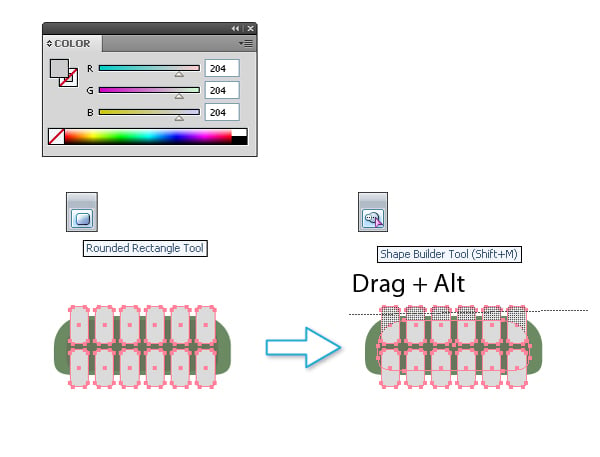 COLOR
R 204
G 204
B 204
Rounded Rectangle Tool
Shape Builder Tool (Shift+M)
Drag + Alt